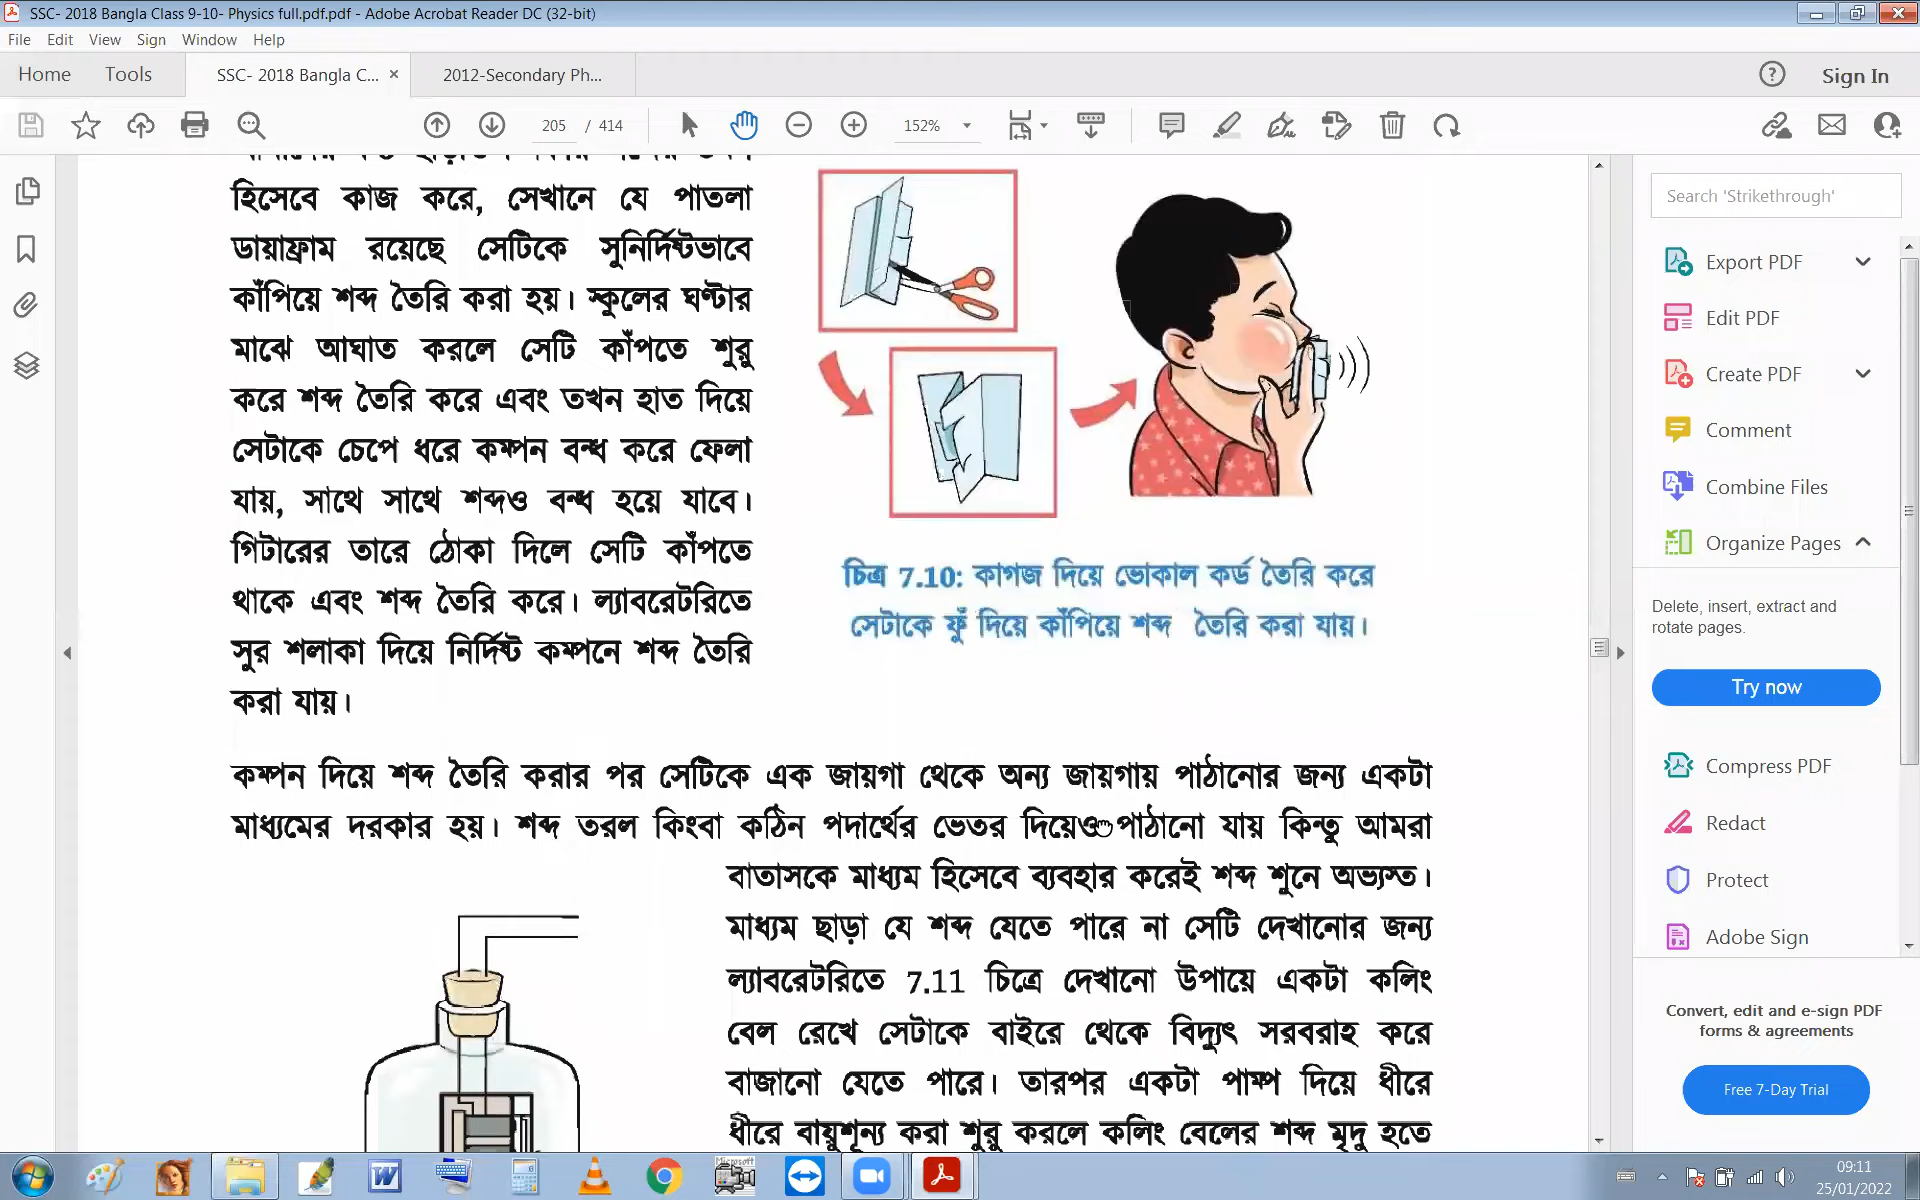 SSC- 2018 Bangla Class 9-10- Physics full.pdf.pdf - Adobe Acrobat Reader DC (32-bit)
File Edit View Sign Window Help
Home Tools SSC- 2018 Bangla C... × 2012-Secondary Ph... Sign In
205 / 414 152%
হিসেবে কাজ করে, সেখানে যে পাতলা
ডায়াফ্রাম রয়েছে সেটিকে সুনির্দিষ্টভাবে
কাঁপিয়ে শব্দ তৈরি করা হয়। স্কুলের ঘণ্টার
মাঝে আঘাত করলে সেটি কাঁপতে শুরু
করে শব্দ তৈরি করে এবং তখন হাত দিয়ে
সেটাকে চেপে ধরে কম্পন বন্ধ করে ফেলা
যায়, সাথে সাথে শব্দও বন্ধ হয়ে যাবে।
গিটারের তারে ঠোকা দিলে সেটি কাঁপতে
থাকে এবং শব্দ তৈরি করে। ল্যাবরেটরিতে
সুর শলাকা দিয়ে নির্দিষ্ট কম্পনে শব্দ তৈরি
করা যায়।
চিত্র 7.10: কাগজ দিয়ে ভোকাল কর্ড তৈরি করে
সেটাকে ফুঁ দিয়ে কাঁপিয়ে শব্দ তৈরি করা যায়।
কম্পন দিয়ে শব্দ তৈরি করার পর সেটিকে এক জায়গা থেকে অন্য জায়গায় পাঠানোর জন্য একটা
মাধ্যমের দরকার হয়। শব্দ তরল কিংবা কঠিন পদার্থের ভেতর দিয়েও পাঠানো যায় কিন্তু আমরা
বাতাসকে মাধ্যম হিসেবে ব্যবহার করেই শব্দ শুনে অভ্যস্ত।
মাধ্যম ছাড়া যে শব্দ যেতে পারে না সেটি দেখানোর জন্য
ল্যাবরেটরিতে 7.11 চিত্রে দেখানো উপায়ে একটা কলিং
বেল রেখে সেটাকে বাইরে থেকে বিদ্যুৎ সরবরাহ করে
বাজানো যেতে পারে। তারপর একটা পাম্প দিয়ে ধীরে
ধীরে বায়ুশূন্য করা শুরু করলে কলিং বেলের শব্দ মৃদু হতে
Search 'Strikethrough'
Export PDF
Edit PDF
Create PDF
Comment
Combine Files
Organize Pages
Delete, insert, extract and
rotate pages.
Try now
Compress PDF
Redact
Protect
Adobe Sign
Convert, edit and e-sign PDF
forms & agreements
Free 7-Day Trial
Microsoft
09:11
25/01/2022